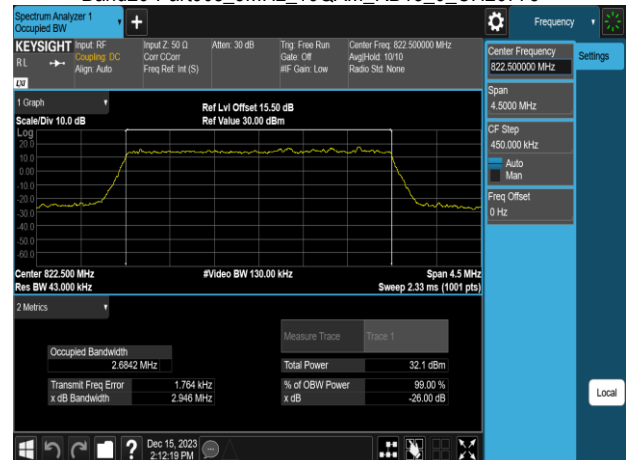 Spectrum Analyzer 1
Occupied BW
Frequency
KEYSIGHT
RL
LXI
Input: RF
Coupling: DC
Align: Auto
Input Z: 50 Ω
Corr CCorr
Freq Ref: Int (S)
Atten: 30 dB
Trig: Free Run
Gate: Off
#IF Gain: Low
Center Freq: 822.500000 MHz
Avg|Hold: 10/10
Radio Std: None
Center Frequency
822.500000 MHz
Settings
Span
4.5000 MHz
CF Step
450.000 kHz
Auto
Man
Freq Offset
0 Hz
1 Graph
Scale/Div 10.0 dB
Ref Lvl Offset 15.50 dB
Ref Value 30.00 dBm
Log
20.0
10.0
0.00
-10.0
-20.0
-30.0
-40.0
-50.0
-60.0
Center 822.500 MHz
#Video BW 130.00 kHz
Span 4.5 MHz
Res BW 43.000 kHz
Sweep 2.33 ms (1001 pts)
2 Metrics
Measure Trace
Trace 1
Occupied Bandwidth
2.6842 MHz
Total Power
32.1 dBm
Transmit Freq Error
1.764 kHz
% of OBW Power
99.00 %
x dB Bandwidth
2.946 MHz
x dB
-26.00 dB
Local
?
Dec 15, 2023
2:12:19 PM